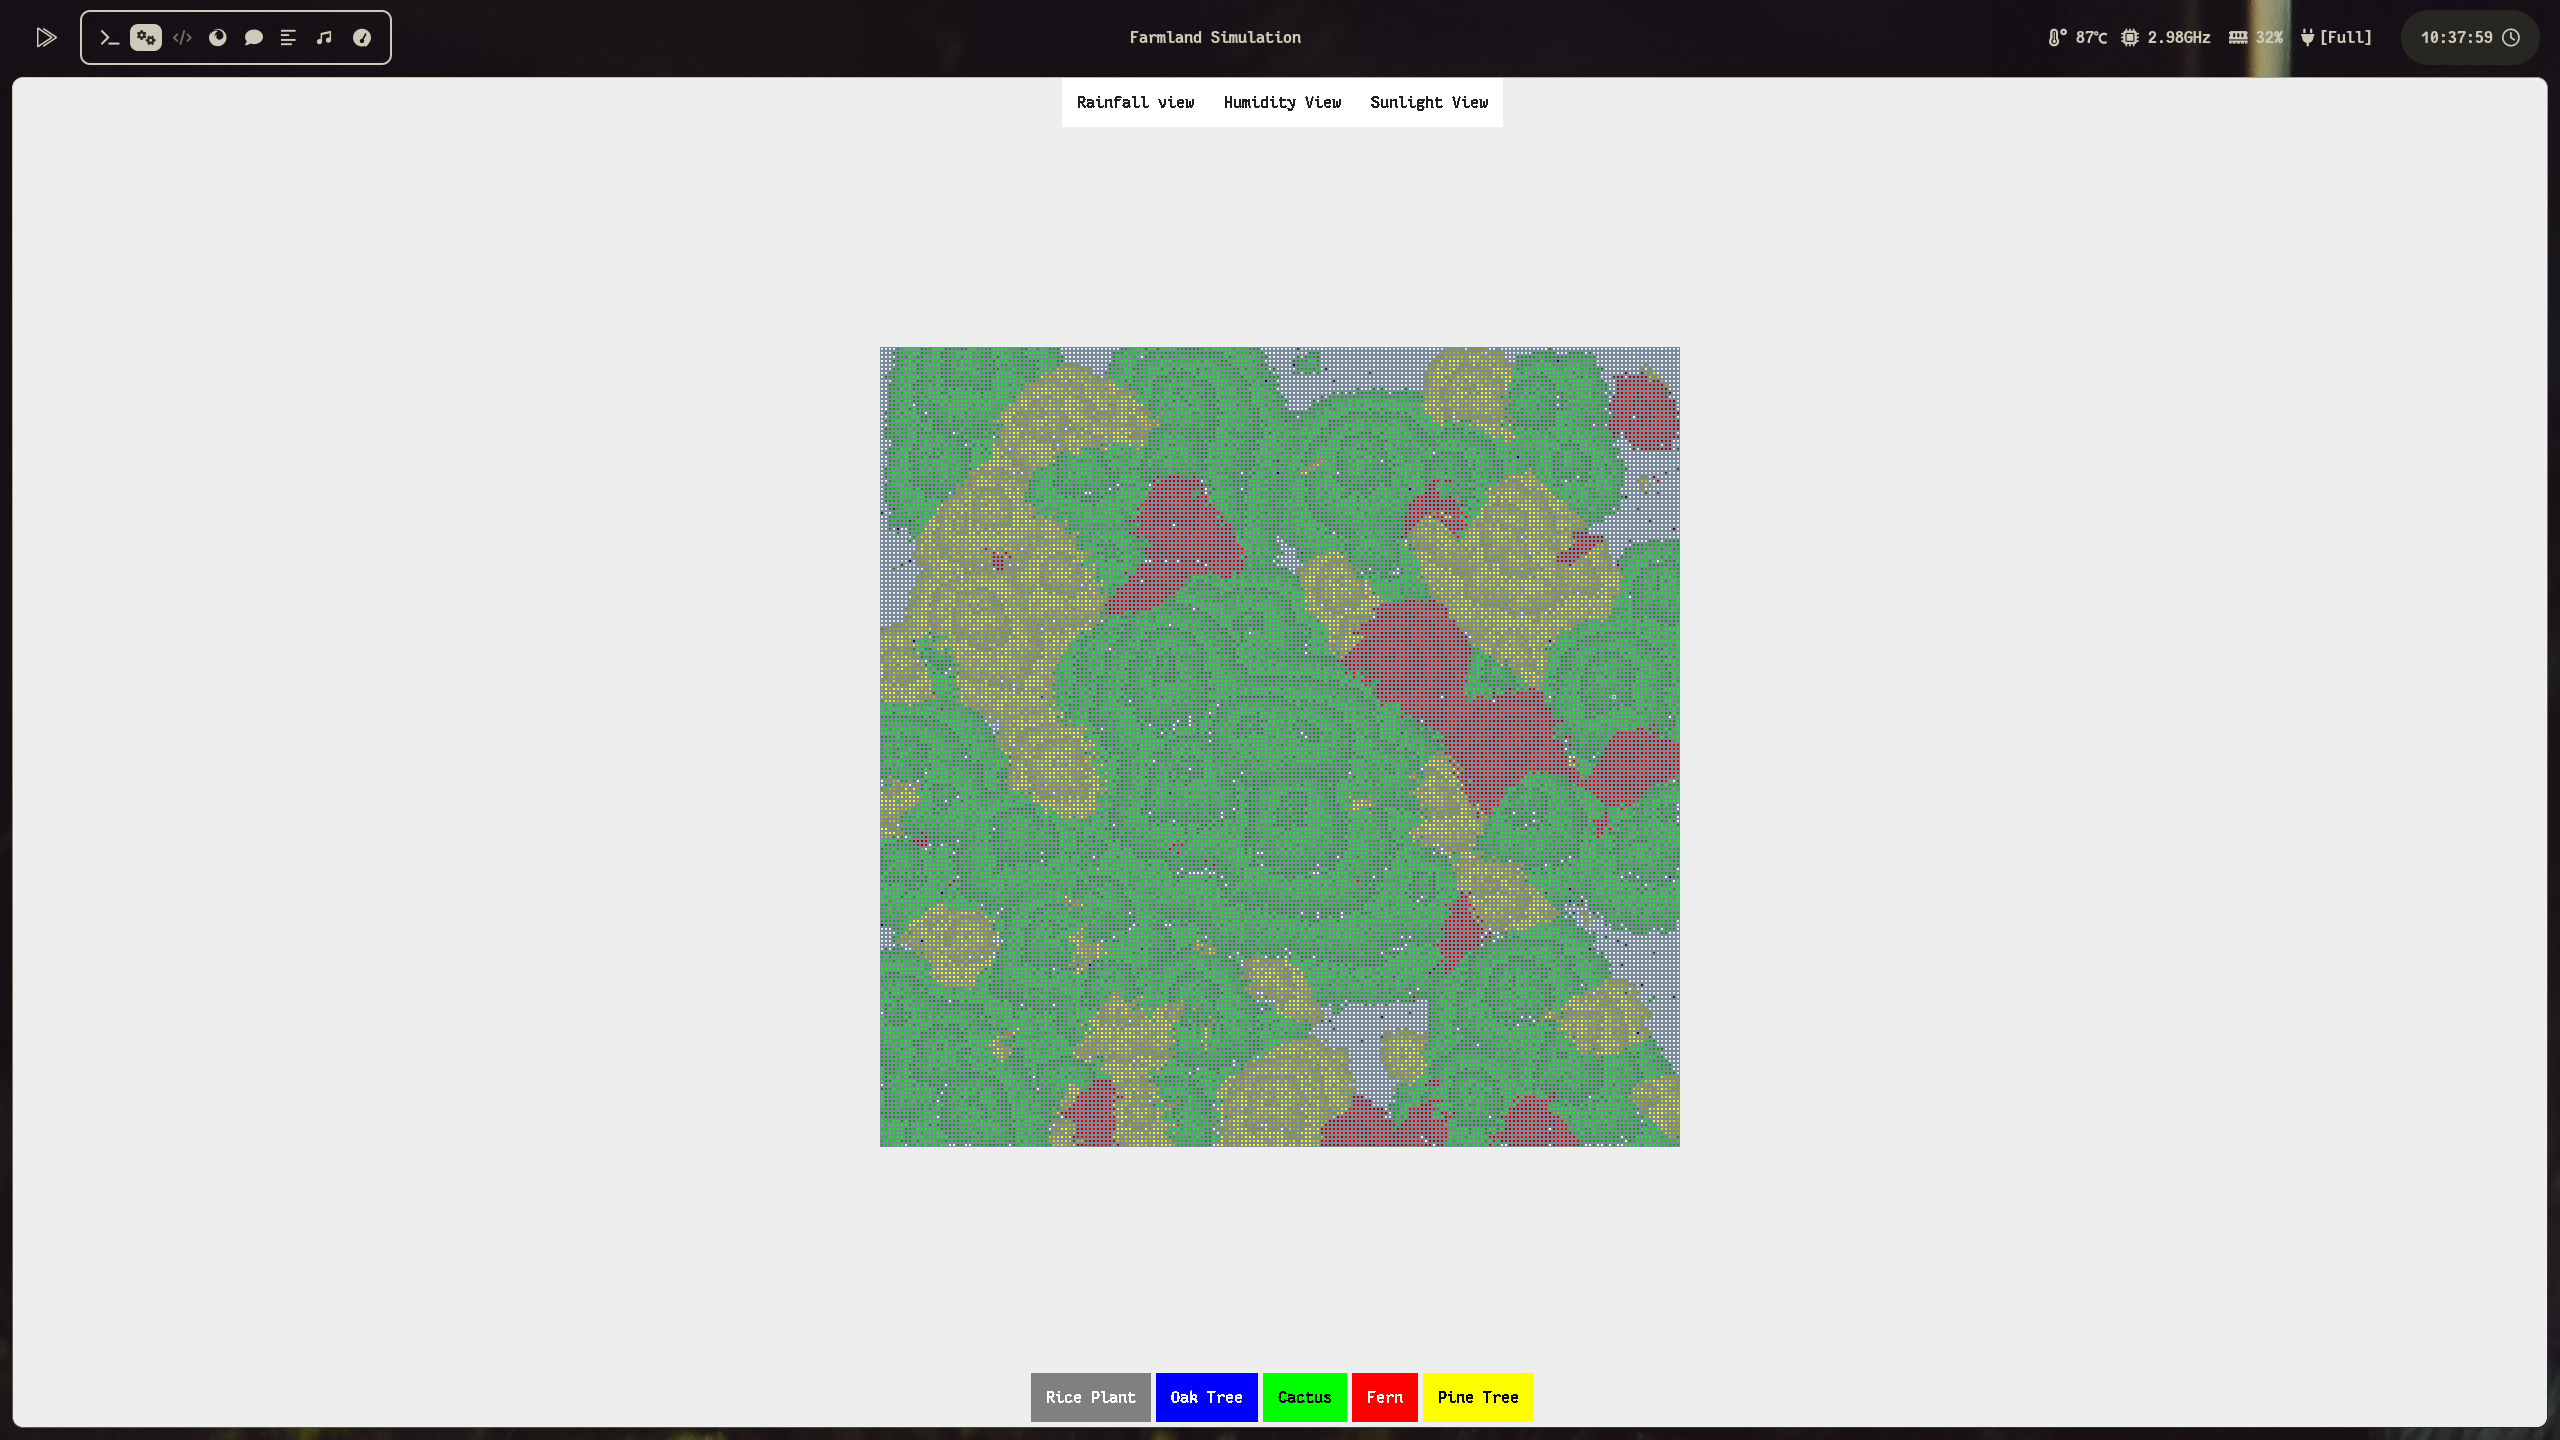 Farmland Simulation
87°C 2.98GHz 32% [Full] 10:37:59
Rainfall view Humidity View Sunlight View
Rice Plant Oak Tree Cactus Fern Pine Tree